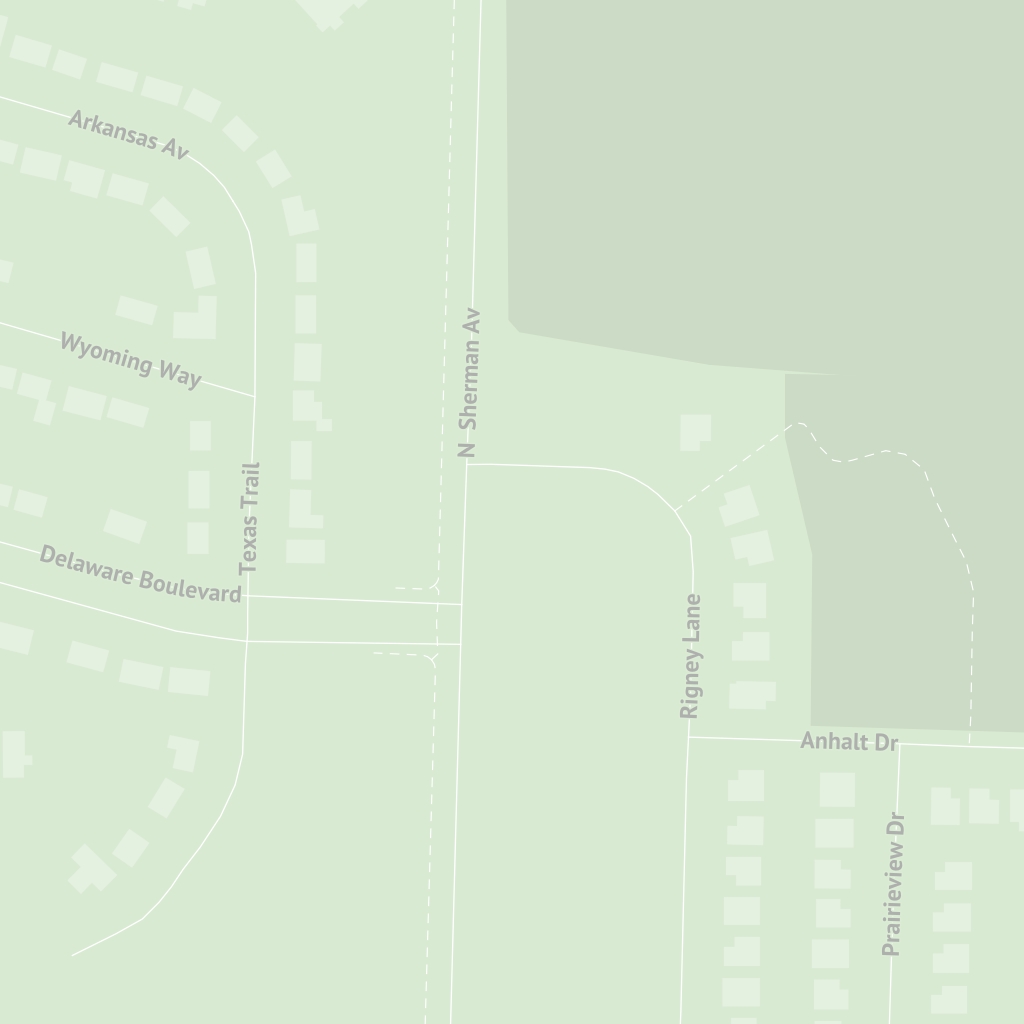 Arkansas Av
N Sherman Av
Wyoming Way
Texas Trail
Delaware Boulevard
Rigney Lane
Anhalt Dr
Prairieview Dr